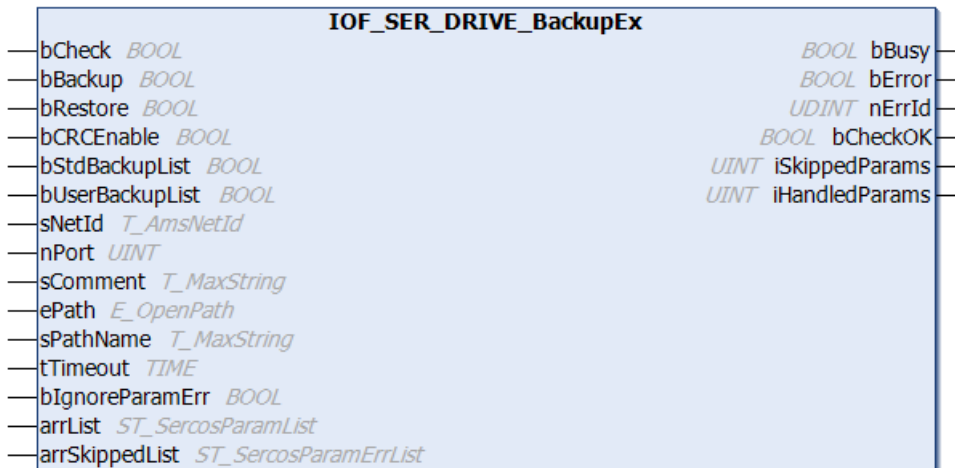 IOF_SER_DRIVE_BackupEx
bCheck BOOL BOOL bBusy
bBackup BOOL BOOL bError
bRestore BOOL UDINT nErrId
bCRCEnable BOOL BOOL bCheckOK
bStdBackupList BOOL UINT iSkippedParams
bUserBackupList BOOL UINT iHandledParams
sNetId T_AmsNetId
nPort UINT
sComment T_MaxString
ePath E_OpenPath
sPathName T_MaxString
tTimeout TIME
bIgnoreParamErr BOOL
arrList ST_SercosParamList
arrSkippedList ST_SercosParamErrList